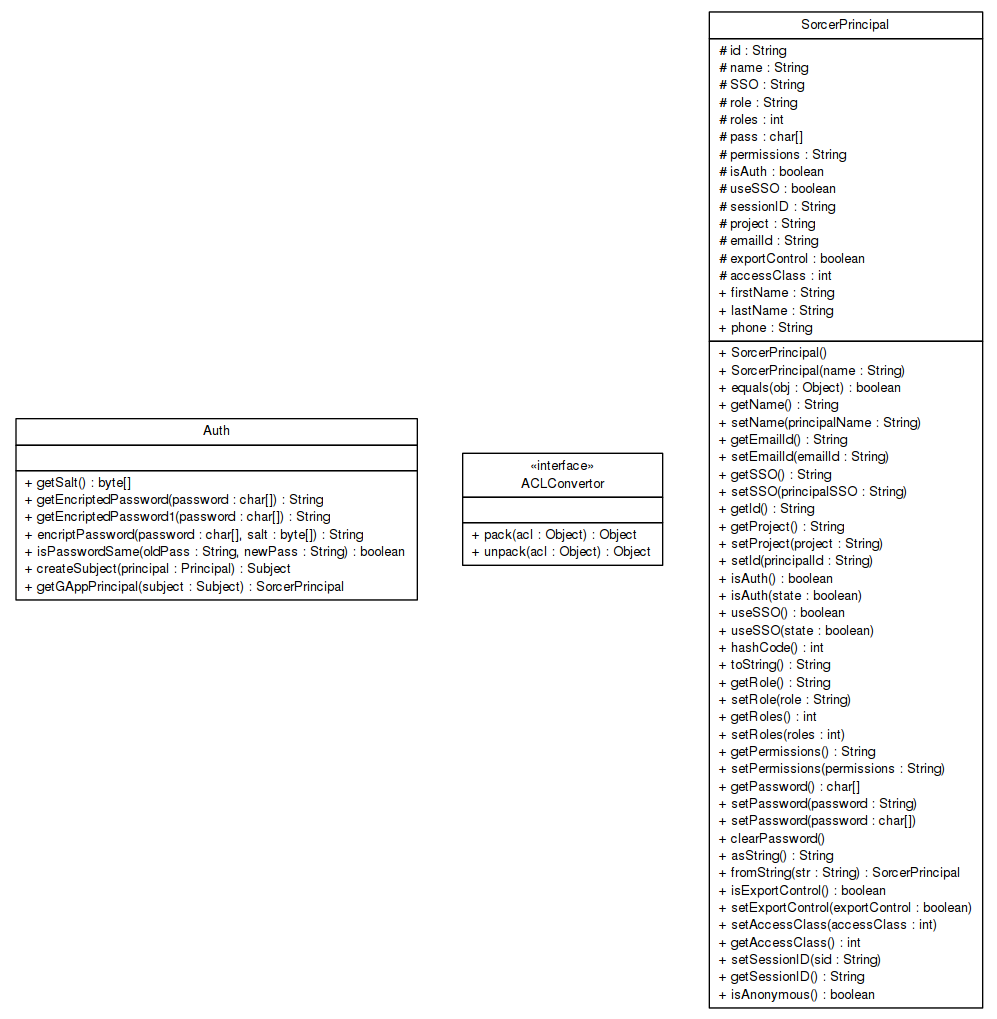 Auth
+ getSalt() : byte[]
+ getEncriptedPassword(password : char[]) : String
+ getEncriptedPassword1(password : char[]) : String
+ encriptPassword(password : char[], salt : byte[]) : String
+ isPasswordSame(oldPass : String, newPass : String) : boolean
+ createSubject(principal : Principal) : Subject
+ getGAppPrincipal(subject : Subject) : SorcerPrincipal
«interface»
ACLConvertor
+ pack(acl : Object) : Object
+ unpack(acl : Object) : Object
SorcerPrincipal
# id : String
# name : String
# SSO : String
# role : String
# roles : int
# pass : char[]
# permissions : String
# isAuth : boolean
# useSSO : boolean
# sessionID : String
# project : String
# emailId : String
# exportControl : boolean
# accessClass : int
+ firstName : String
+ lastName : String
+ phone : String
+ SorcerPrincipal()
+ SorcerPrincipal(name : String)
+ equals(obj : Object) : boolean
+ getName() : String
+ setName(principalName : String)
+ getEmailId() : String
+ setEmailId(emailId : String)
+ getSSO() : String
+ setSSO(principalSSO : String)
+ getId() : String
+ getProject() : String
+ setProject(project : String)
+ setId(principalId : String)
+ isAuth() : boolean
+ isAuth(state : boolean)
+ useSSO() : boolean
+ useSSO(state : boolean)
+ hashCode() : int
+ toString() : String
+ getRole() : String
+ setRole(role : String)
+ getRoles() : int
+ setRoles(roles : int)
+ getPermissions() : String
+ setPermissions(permissions : String)
+ getPassword() : char[]
+ setPassword(password : String)
+ setPassword(password : char[])
+ clearPassword()
+ asString() : String
+ fromString(str : String) : SorcerPrincipal
+ isExportControl() : boolean
+ setExportControl(exportControl : boolean)
+ setAccessClass(accessClass : int)
+ getAccessClass() : int
+ setSessionID(sid : String)
+ getSessionID() : String
+ isAnonymous() : boolean